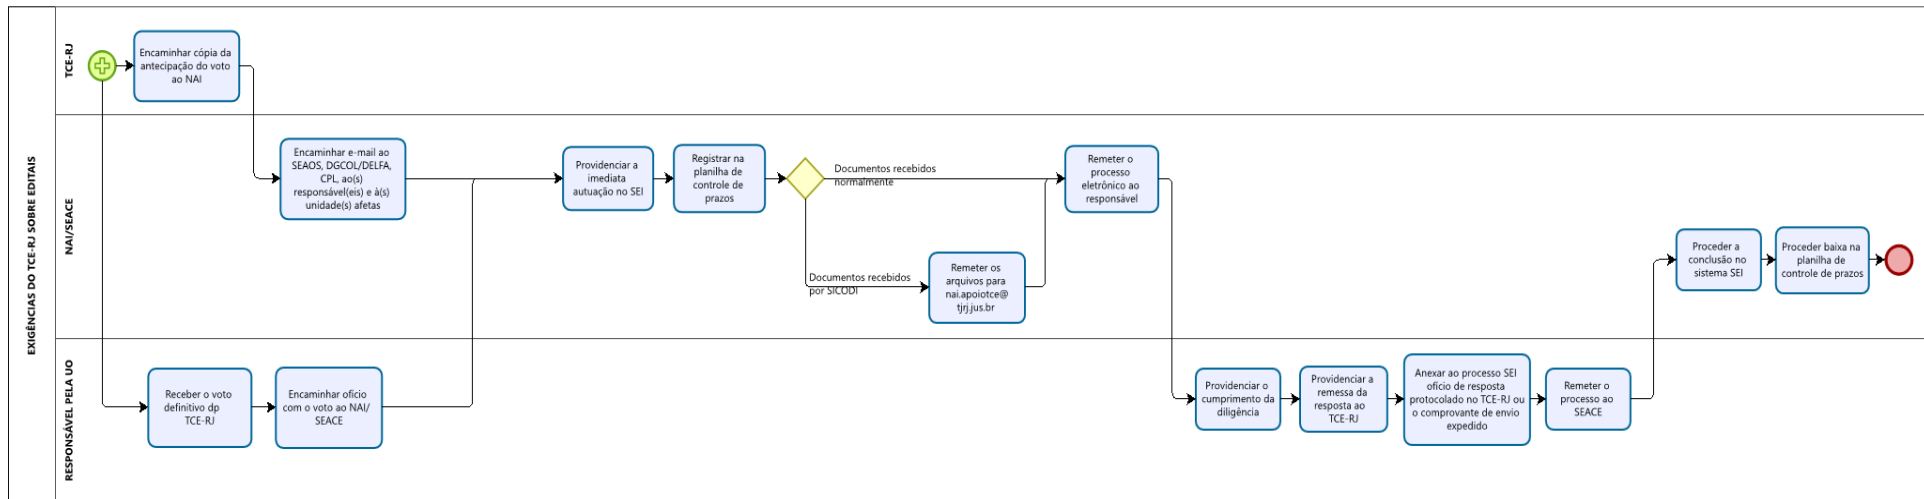 EXIGÊNCIAS DO TCE-RJ SOBRE EDITAIS
TCE-RJ
Encaminhar cópia da
antecipação do voto
ao NAI
NAI/SEACE
Encaminhar e-mail ao
SEAOS, DGCOL/DELFA,
CPL, ao(s)
responsável(eis) e à(s)
unidade(s) afetas
Providenciar a
imediata
autuação no SEI
Registrar na
planilha de
controle de
prazos
Documentos recebidos
normalmente
Documentos recebidos
por SICODI
Remeter os
arquivos para
nai.apoiotce@
tjrj.jus.br
Remeter o
processo
eletrônico ao
responsável
Proceder a
conclusão no
sistema SEI
Proceder baixa na
planilha de
controle de prazos
RESPONSÁVEL PELA UO
Receber o voto
definitivo dp
TCE-RJ
Encaminhar ofício
com o voto ao NAI/
SEACE
Providenciar o
cumprimento da
diligência
Providenciar a
remessa da
resposta ao
TCE-RJ
Anexar ao processo SEI
ofício de resposta
protocolado no TCE-RJ ou
o comprovante de envio
expedido
Remeter o
processo ao
SEACE